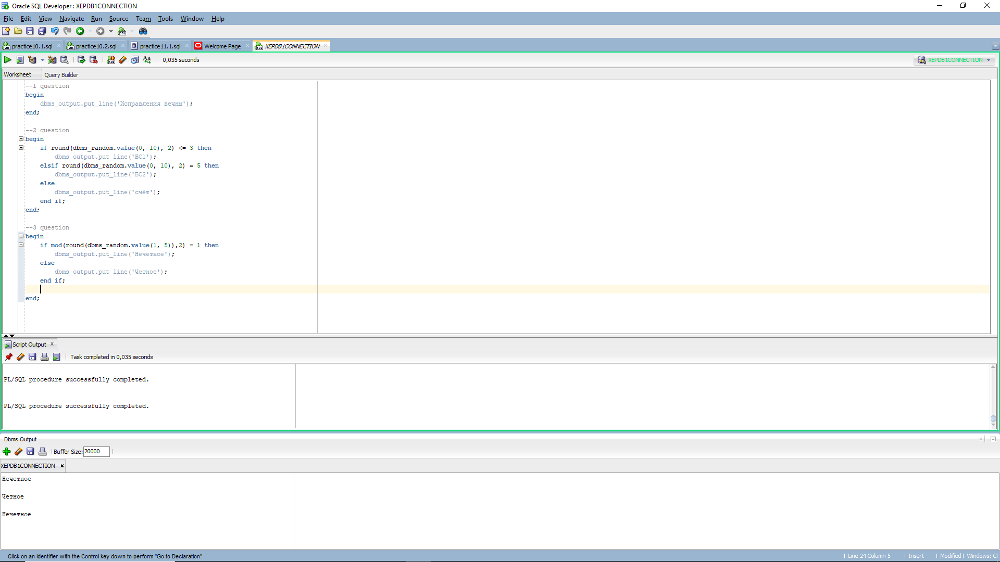 Oracle SQL Developer : XEPDB1CONNECTION
File Edit View Navigate Run Source Team Tools Window Help
practice10.1.sql practice10.2.sql practice11.1.sql Welcome Page XEPDB1CONNECTION
0,035 seconds XEPDB1CONNECTION
Worksheet Query Builder
--1 question
begin
dbms_output.put_line('Исправления вечны');
end;
--2 question
begin
if round(dbms_random.value(0, 10), 2) <= 3 then
dbms_output.put_line('БС1');
elsif round(dbms_random.value(0, 10), 2) = 5 then
dbms_output.put_line('БС2');
else
dbms_output.put_line('счёт');
end if;
end;
--3 question
begin
if mod(round(dbms_random.value(1, 5)),2) = 1 then
dbms_output.put_line('Нечетное');
else
dbms_output.put_line('Четное');
end if;
end;
Script Output x
Task completed in 0,035 seconds
PL/SQL procedure successfully completed.
PL/SQL procedure successfully completed.
Dbms Output
Buffer Size: 20000
XEPDB1CONNECTION x
Нечетное
Четное
Нечетное
Click on an identifier with the Control key down to perform "Go to Declaration" | Line 24 Column 5 | Insert | Modified | Windows: